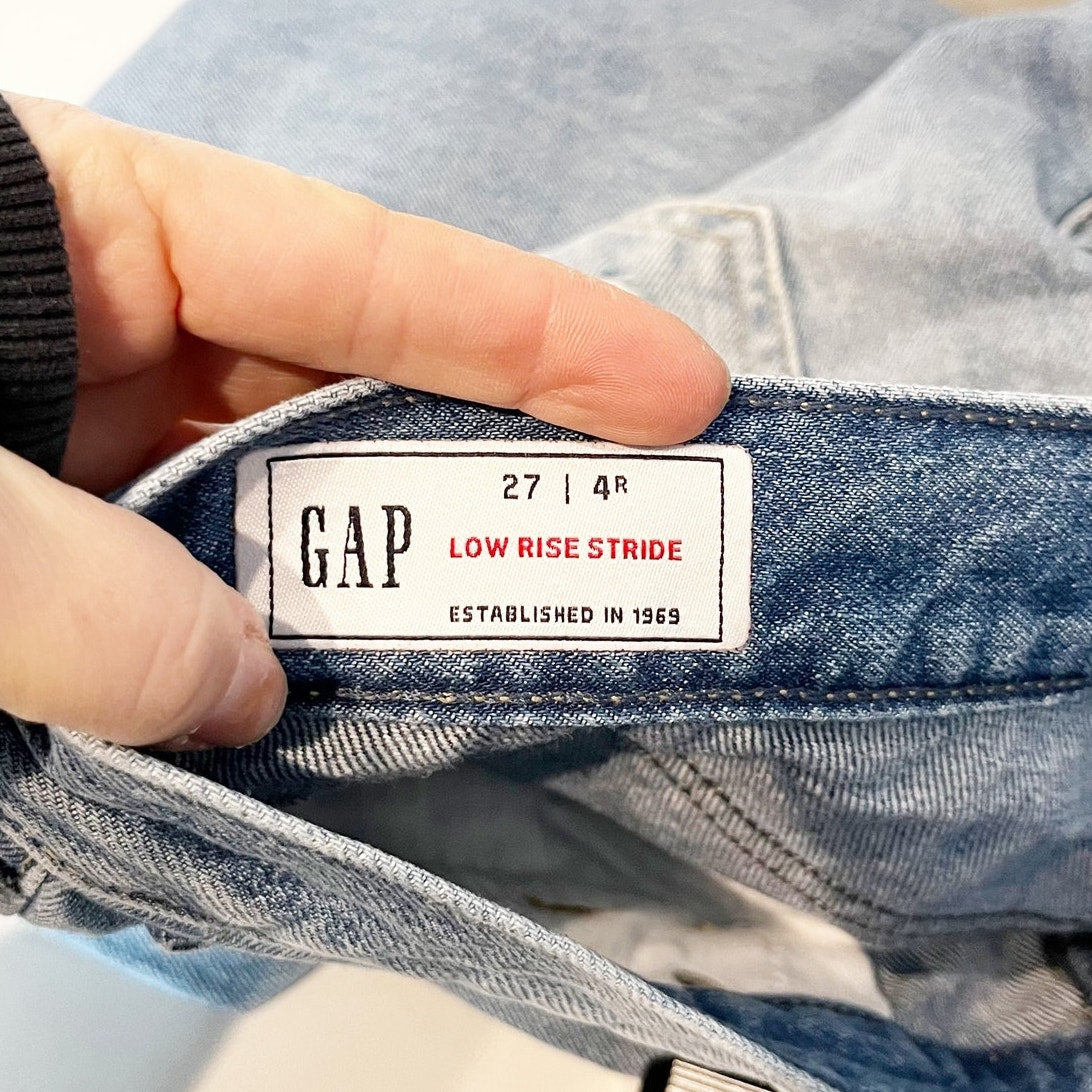 GAP
27 | 4R
LOW RISE STRIDE
ESTABLISHED IN 1969